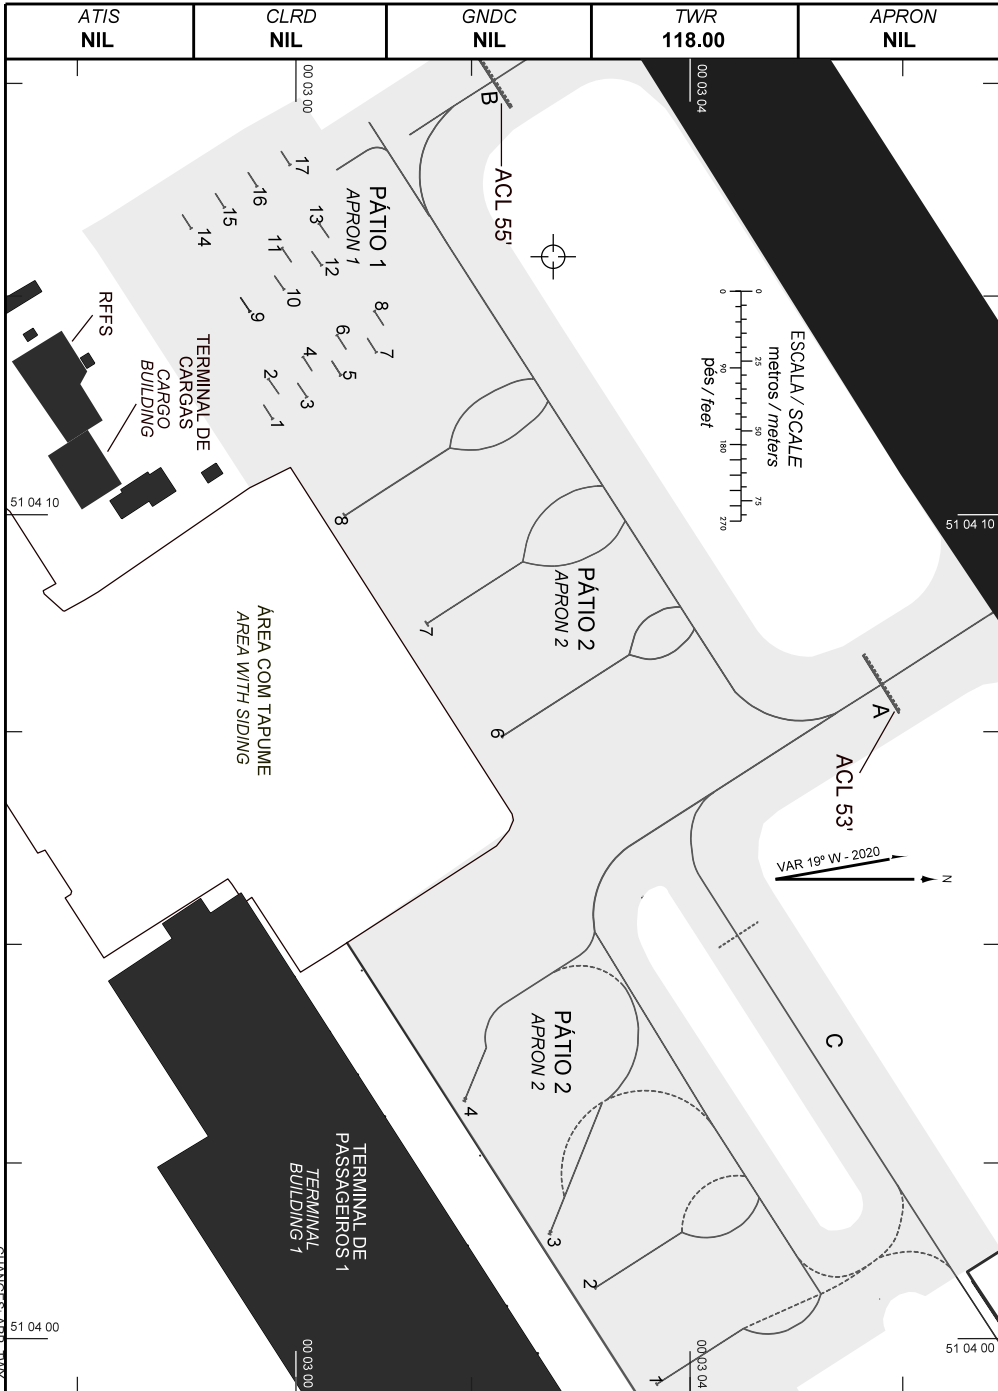 ATIS
NIL
CLRD
NIL
GNDC
NIL
TWR
118.00
APRON
NIL
00 03 00
00 03 04
B
ACL 55'
17
16
15
14
13
12
11
10
9
8
7
6
5
4
3
2
1
PÁTIO 1
APRON 1
RFFS
TERMINAL DE
CARGAS
CARGO
BUILDING
ESCALA / SCALE
metros / meters
0 25 50 75
0 90 180 270
pés / feet
51 04 10
51 04 10
8
7
6
PÁTIO 2
APRON 2
ÁREA COM TAPUME
AREA WITH SIDING
A
ACL 53'
VAR 19º W - 2020
N
C
PÁTIO 2
APRON 2
4
3
2
1
TERMINAL DE
PASSAGEIROS 1
TERMINAL
BUILDING 1
51 04 00
51 04 00
00 03 00
00 03 04